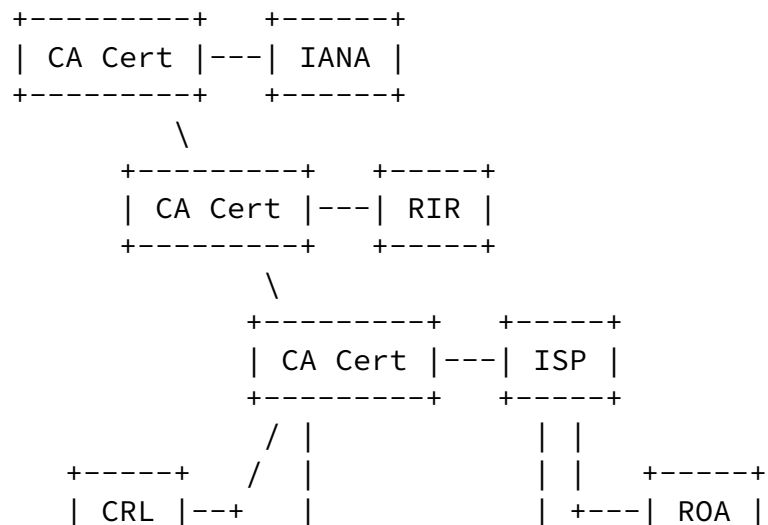 +---------+   +------+
| CA Cert |---| IANA |
+---------+   +------+
         \
      +---------+   +-----+
      | CA Cert |---| RIR |
      +---------+   +-----+
              \
             +---------+   +-----+
             | CA Cert |---| ISP |
             +---------+   +-----+
              / |            | |
   +-----+   /  |            | |   +-----+
   | CRL |--+   |            | +---| ROA |